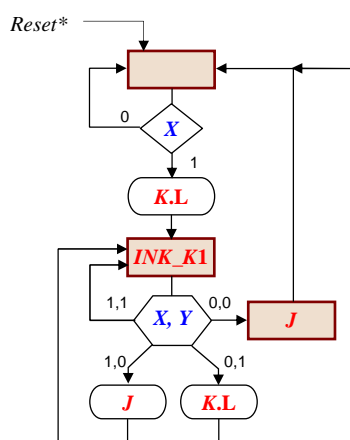 Reset*
0
X
1
K.L
INK_K1
1,1
X, Y
0,0
J
1,0
0,1
J
K.L